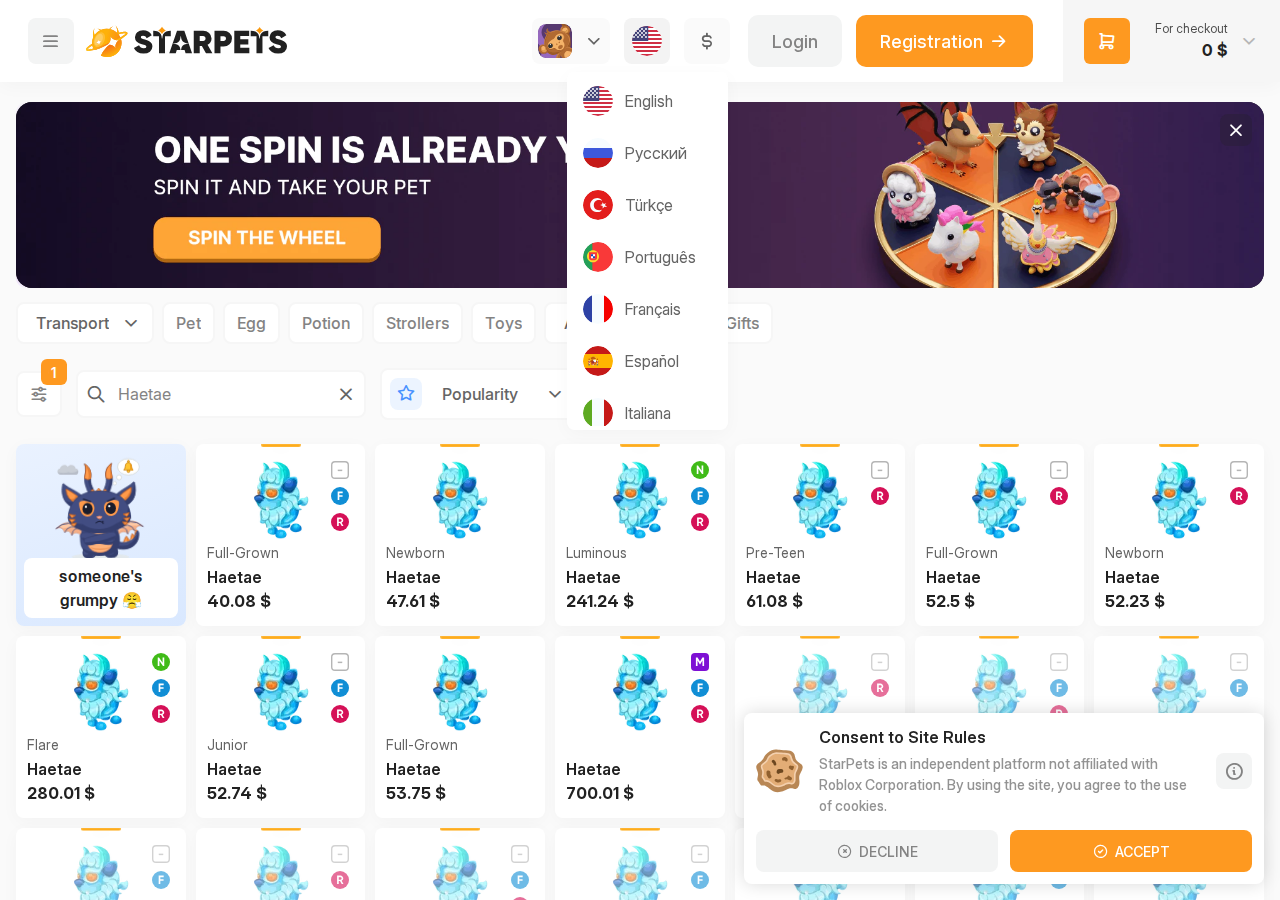 STARPETS
$
Login
Registration
For checkout
0 $
English
Русский
Türkçe
Português
Français
Español
Italiana
ONE SPIN IS ALREADY
SPIN IT AND TAKE YOUR PET
SPIN THE WHEEL
Transport
Pet
Egg
Potion
Strollers
Toys
Gifts
1
Haetae
Popularity
someone's
grumpy 😤
F
R
Full-Grown
Haetae
40.08 $
Newborn
Haetae
47.61 $
N
F
R
Luminous
Haetae
241.24 $
R
Pre-Teen
Haetae
61.08 $
R
Full-Grown
Haetae
52.5 $
R
Newborn
Haetae
52.23 $
N
F
R
Flare
Haetae
280.01 $
F
R
Junior
Haetae
52.74 $
Full-Grown
Haetae
53.75 $
M
F
R
Haetae
700.01 $
R
F
R
F
Consent to Site Rules
StarPets is an independent platform not affiliated with
Roblox Corporation. By using the site, you agree to the use
of cookies.
DECLINE
ACCEPT
F
R
F
F